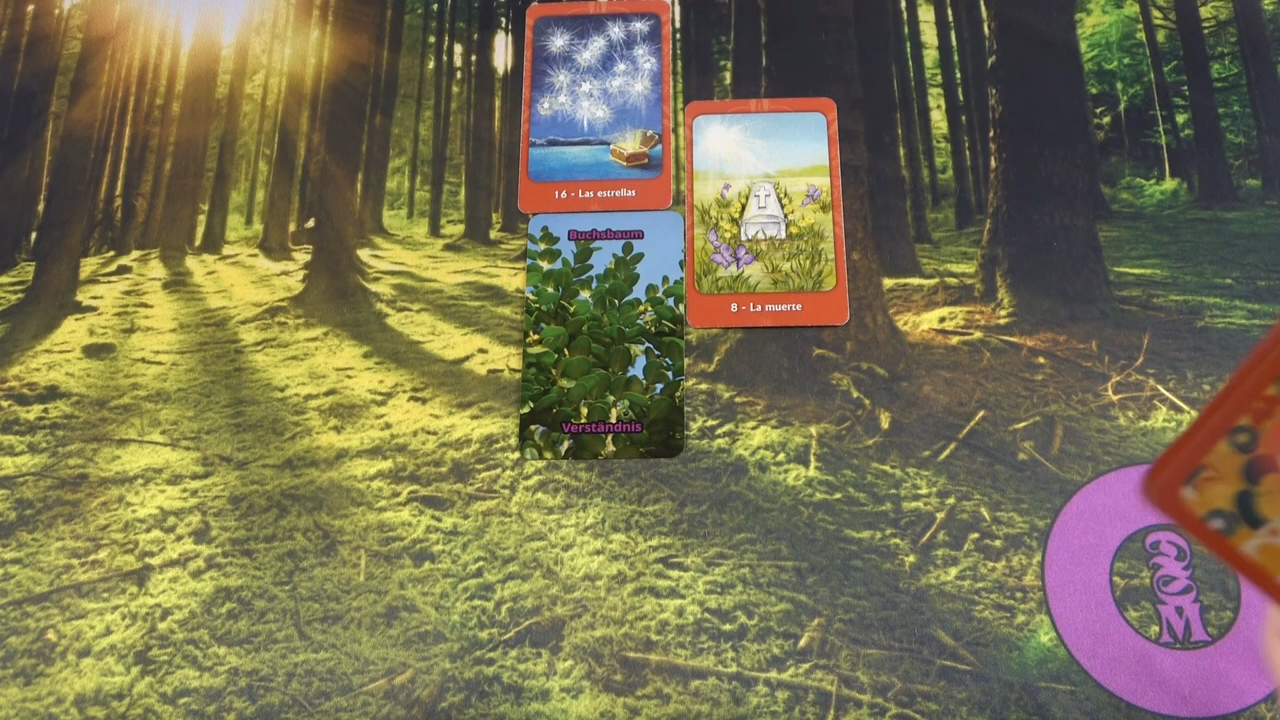 16 - Las estrellas
8 - La muerte
Buchsbaum
Verständnis